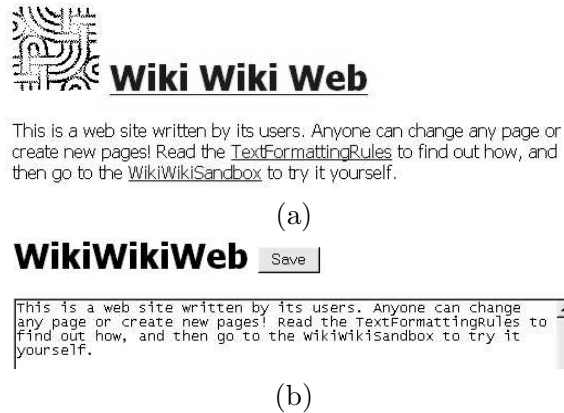 Wiki Wiki Web
This is a web site written by its users. Anyone can change any page or
create new pages! Read the TextFormattingRules to find out how, and
then go to the WikiWikiSandbox to try it yourself.
(a)
WikiWikiWeb Save
This is a web site written by its users. Anyone can change
any page or create new pages! Read the TextFormattingRules to
find out how, and then go to the WikiWikiSandbox to try it
yourself.
(b)